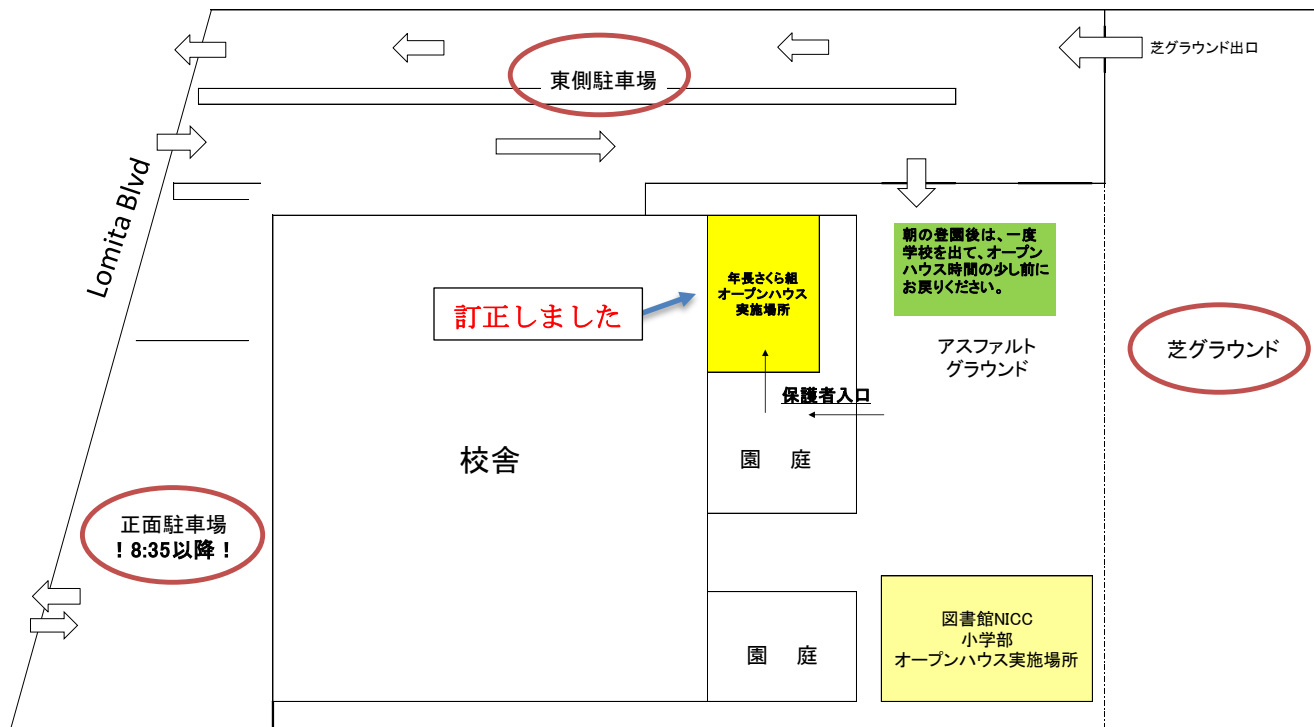 芝グラウンド出口
東側駐車場
Lomita Blvd
朝の登園後は、一度
学校を出て、オープン
ハウス時間の少し前に
お戻りください。
年長さくら組
オープンハウス
実施場所
訂正しました
アスファルト
グラウンド
芝グラウンド
保護者入口
校舎
園 庭
正面駐車場
！8:35以降！
図書館NICC
小学部
オープンハウス実施場所
園 庭